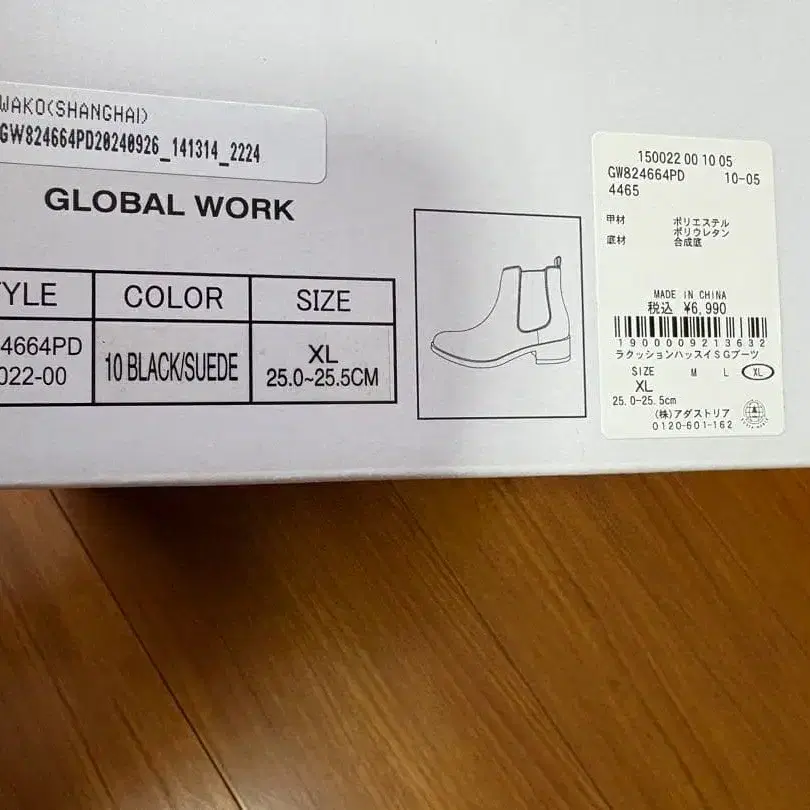 WAKO(SHANGHAI)
GW824664PD20240926_141314_2224
GLOBAL WORK
YLE COLOR SIZE
4664PD
022-00
10 BLACK/SUEDE
XL
25.0~25.5CM
150022 00 10 05
GW824664PD 10-05
4465
甲材 ポリエステル
ポリウレタン
底材 合成底
MADE IN CHINA
税込 ¥6,990
1900009213632
ラクッションハッスイSGブーツ
SIZE M L XL
XL
25.0-25.5cm
(株)アダストリア
0120-601-162